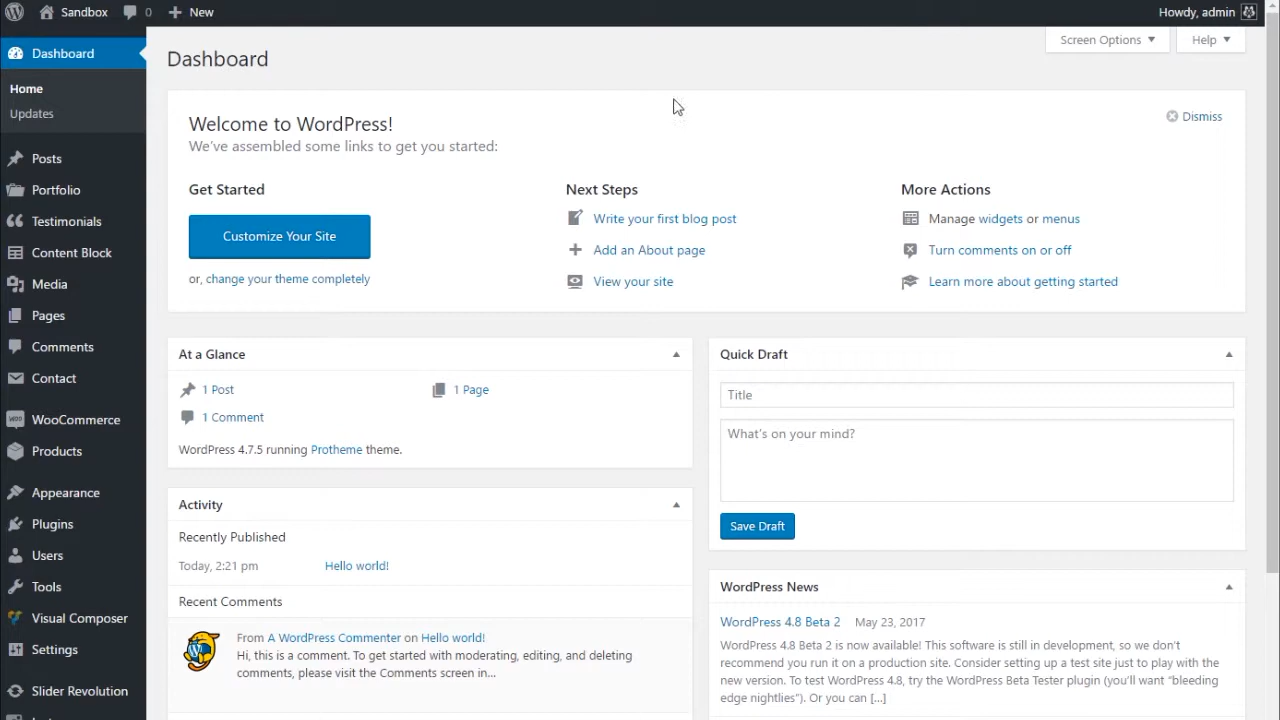 Sandbox 0 New Howdy, admin
Dashboard
Home
Updates
Posts
Portfolio
Testimonials
Content Block
Media
Pages
Comments
Contact
WooCommerce
Products
Appearance
Plugins
Users
Tools
Visual Composer
Settings
Slider Revolution
Screen Options Help
Dashboard
Dismiss
Welcome to WordPress!
We've assembled some links to get you started:
Get Started
Customize Your Site
or, change your theme completely
Next Steps
Write your first blog post
Add an About page
View your site
More Actions
Manage widgets or menus
Turn comments on or off
Learn more about getting started
At a Glance
1 Post 1 Page
1 Comment
WordPress 4.7.5 running Protheme theme.
Activity
Recently Published
Today, 2:21 pm Hello world!
Recent Comments
From A WordPress Commenter on Hello world!
Hi, this is a comment. To get started with moderating, editing, and deleting
comments, please visit the Comments screen in...
Quick Draft
Title
What's on your mind?
Save Draft
WordPress News
WordPress 4.8 Beta 2 May 23, 2017
WordPress 4.8 Beta 2 is now available! This software is still in development, so we don't
recommend you run it on a production site. Consider setting up a test site just to play with the
new version. To test WordPress 4.8, try the WordPress Beta Tester plugin (you'll want "bleeding
edge nightlies"). Or you can [...]